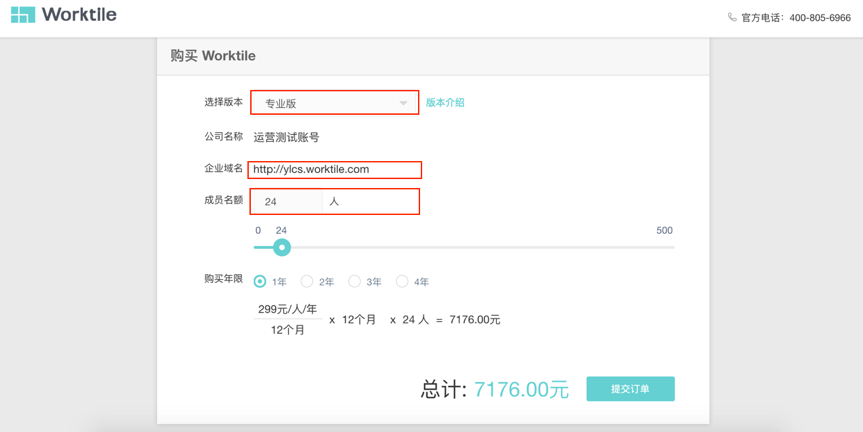 Worktile
官方电话: 400-805-6966
购买 Worktile
选择版本 专业版 版本介绍
公司名称 运营测试账号
企业域名 http://ylcs.worktile.com
成员名额 24 人
0 24 500
购买年限 1年 2年 3年 4年
299元/人/年
12个月 x 12个月 x 24 人 = 7176.00元
总计: 7176.00元 提交订单